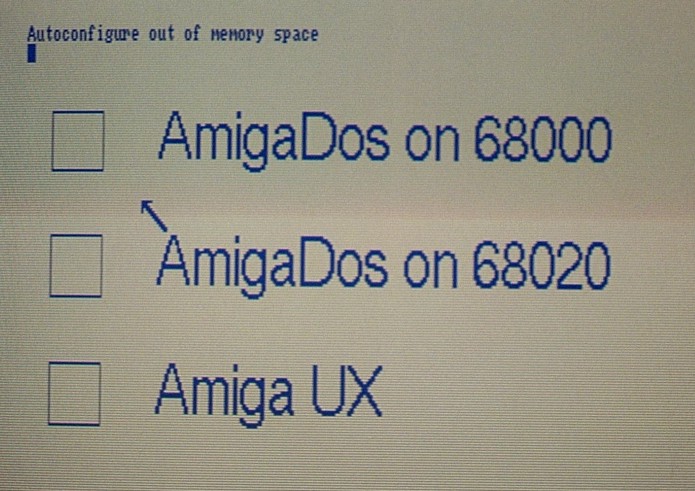 Autoconfigure out of memory space
AmigaDos on 68000
AmigaDos on 68020
Amiga UX